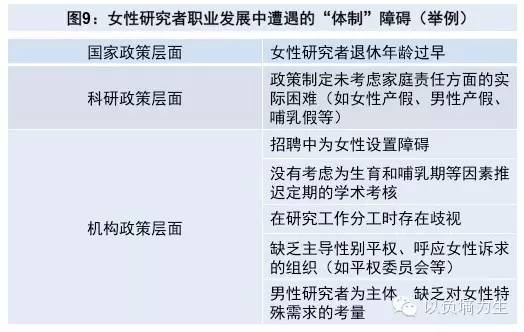 图9：女性研究者职业发展中遭遇的“体制”障碍（举例）
国家政策层面
女性研究者退休年龄过早
科研政策层面
政策制定未考虑家庭责任方面的实
际困难（如女性产假、男性产假、
哺乳假等）
机构政策层面
招聘中为女性设置障碍
没有考虑为生育和哺乳期等因素推
迟定期的学术考核
在研究工作分工时存在歧视
缺乏主导性别平权、呼应女性诉求
的组织（如平权委员会等）
男性研究者为主体，缺乏对女性特
殊需求的考量
以负熵为生